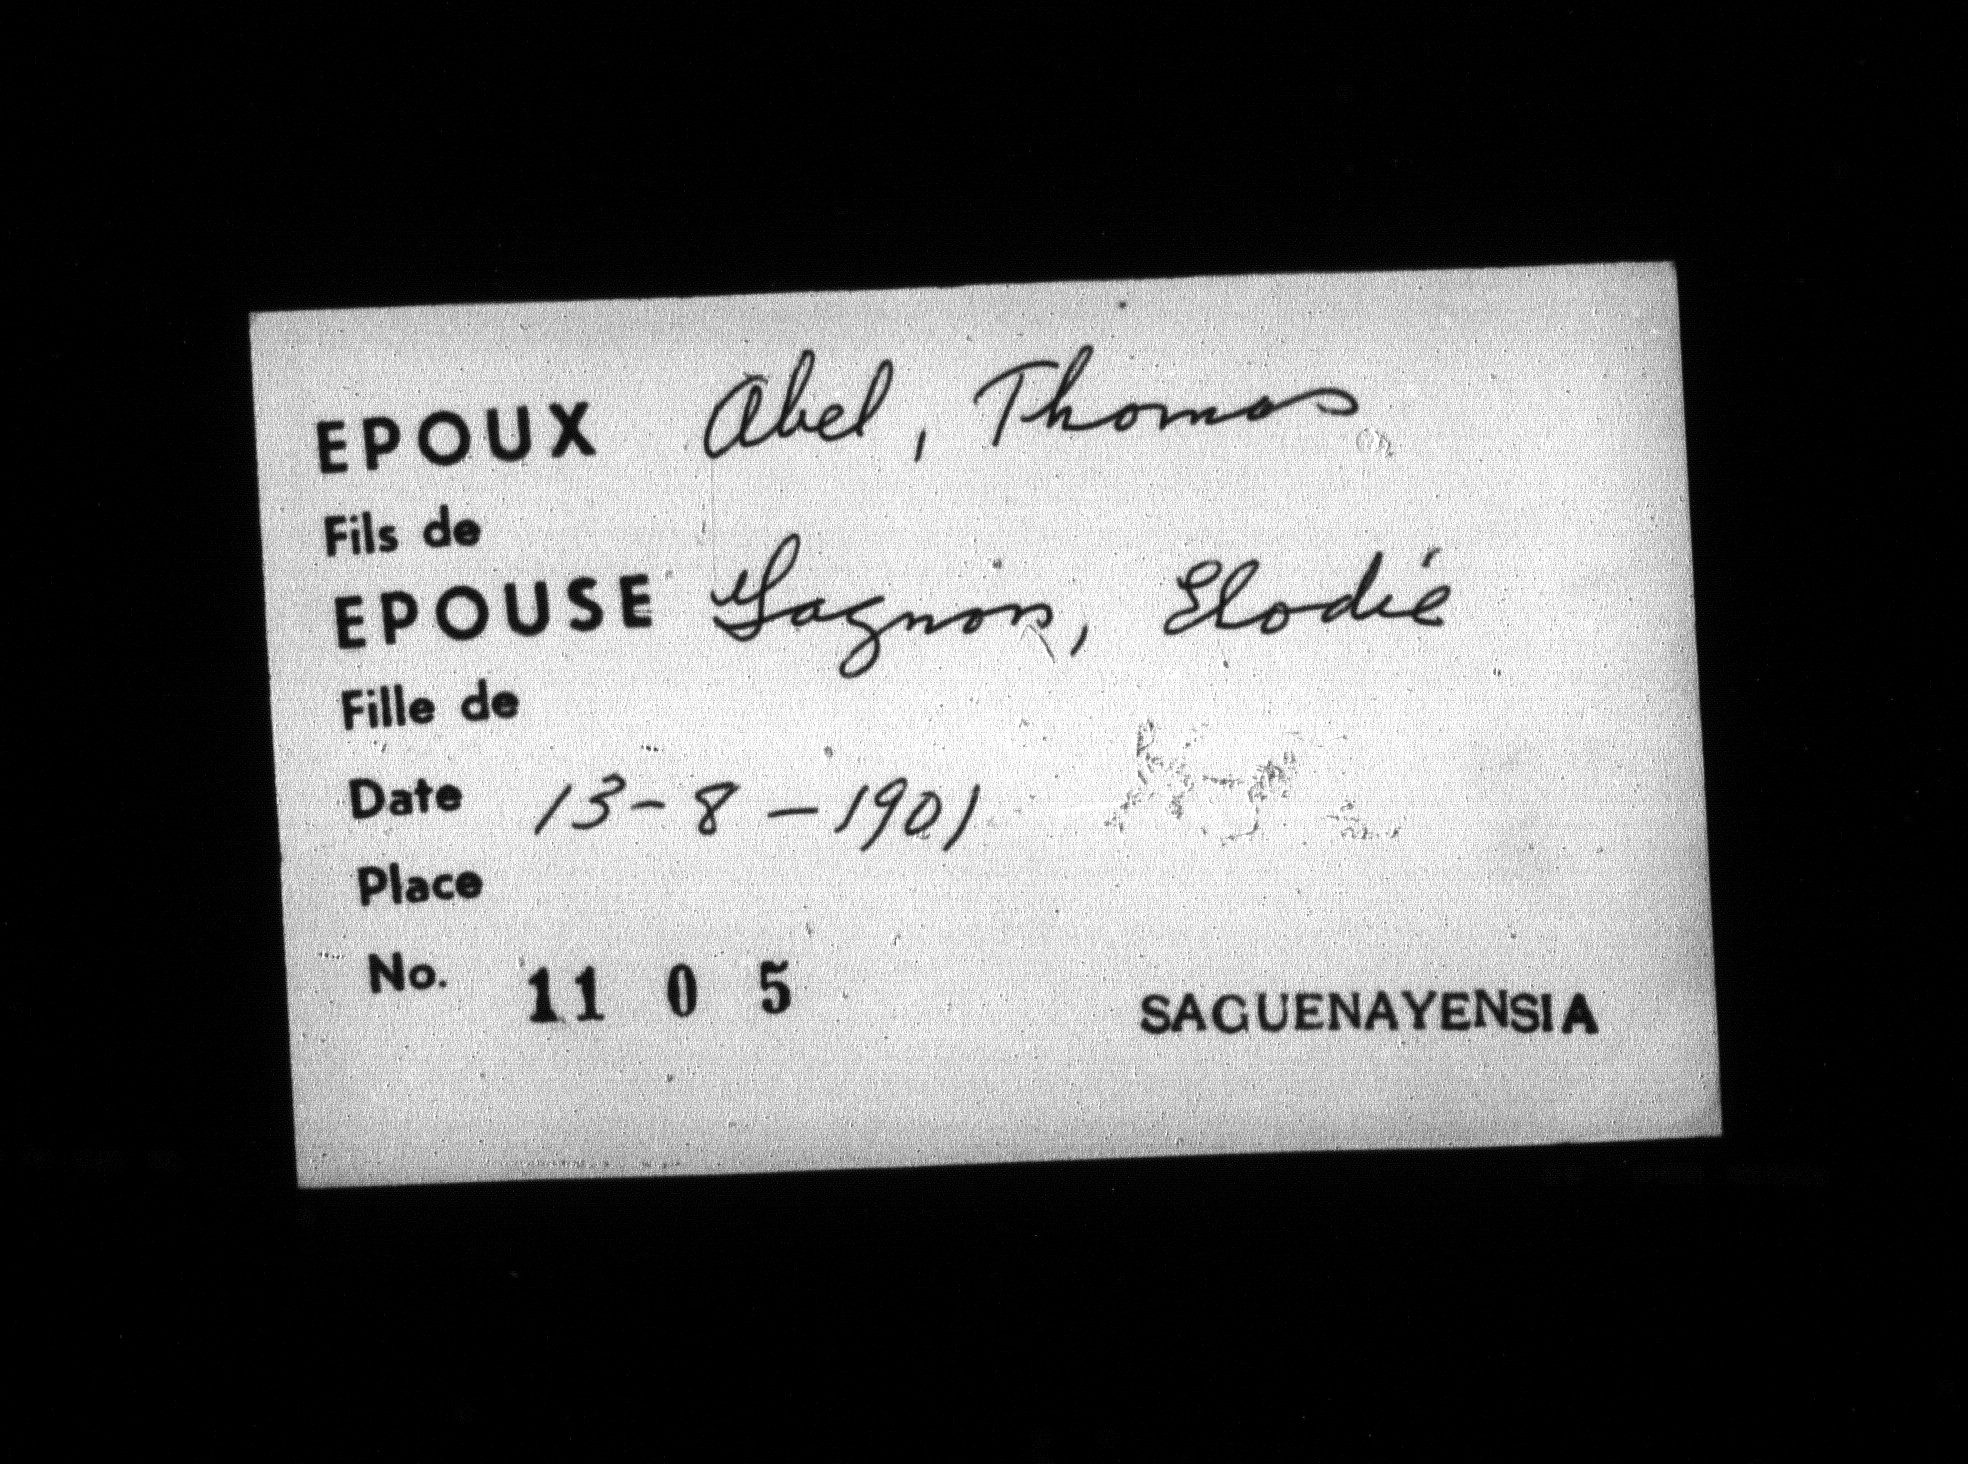 EPOUX Abel, Thomas
Fils de
EPOUSE Gagnon, Elodie
Fille de
Date 13-8-1901
Place
No. 11 0 5
SAGUENAYENSIA